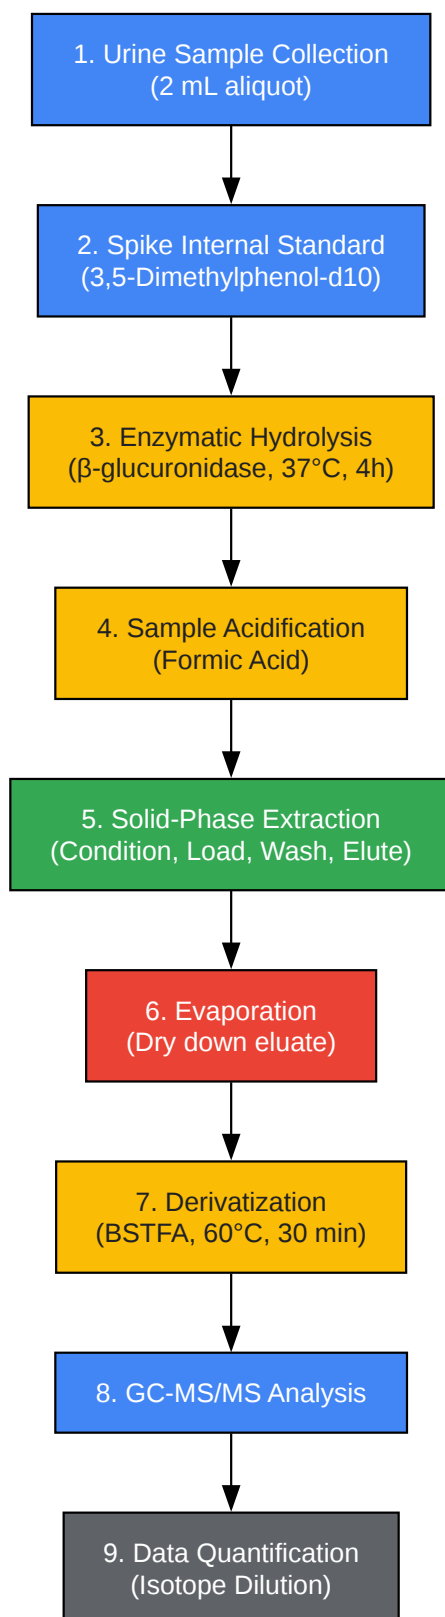 1. Urine Sample Collection
(2 mL aliquot)
2. Spike Internal Standard
(3,5-Dimethylphenol-d10)
3. Enzymatic Hydrolysis
(β-glucuronidase, 37°C, 4h)
4. Sample Acidification
(Formic Acid)
5. Solid-Phase Extraction
(Condition, Load, Wash, Elute)
6. Evaporation
(Dry down eluate)
7. Derivatization
(BSTFA, 60°C, 30 min)
8. GC-MS/MS Analysis
9. Data Quantification
(Isotope Dilution)